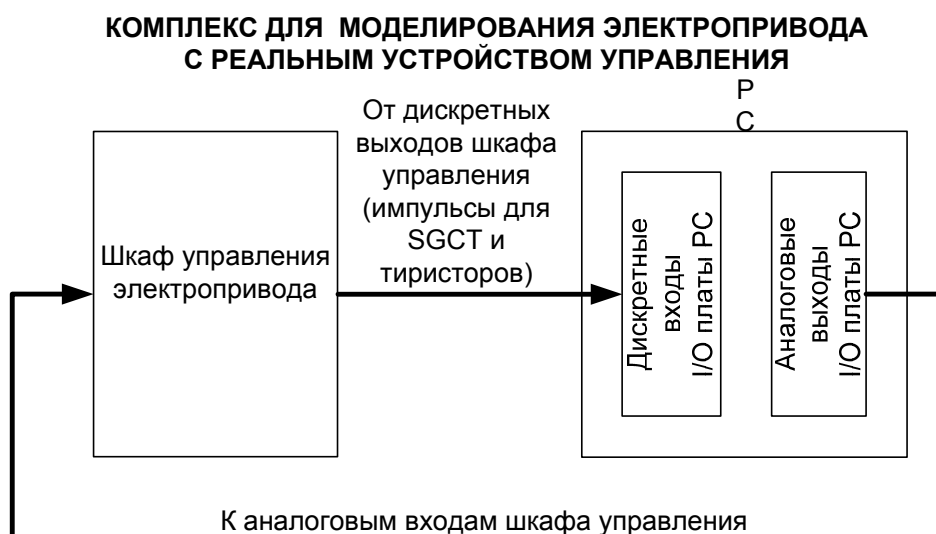 КОМПЛЕКС ДЛЯ МОДЕЛИРОВАНИЯ ЭЛЕКТРОПРИВОДА
С РЕАЛЬНЫМ УСТРОЙСТВОМ УПРАВЛЕНИЯ
Шкаф управления
электропривода
От дискретных
выходов шкафа
управления
(импульсы для
SGCT и
тиристоров)
P
C
Дискретные
входы
I/O платы PC
Аналоговые
выходы
I/O платы PC
К аналоговым входам шкафа управления